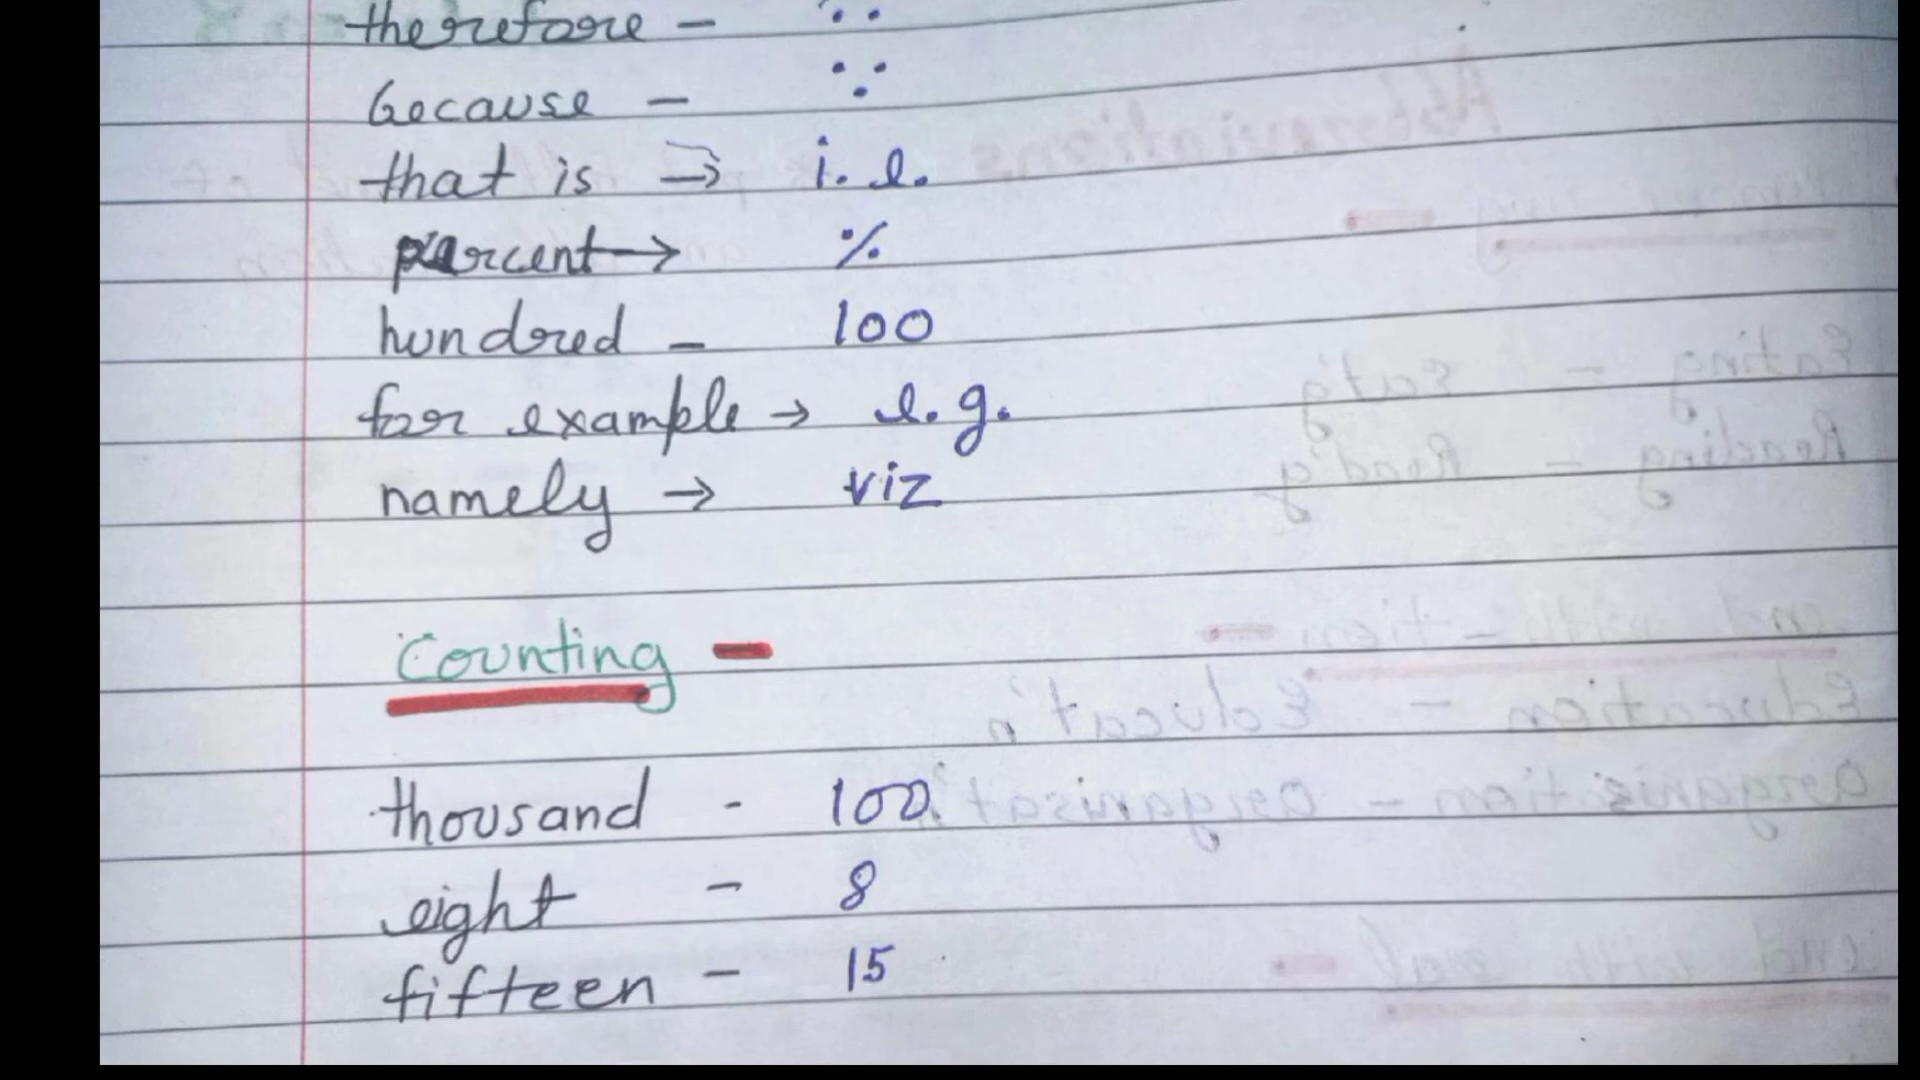 therefore - ∴
because - ∵
that is → i.e.
percent → %
hundred - 100
for example → e.g.
namely → viz
Counting -
thousand - 100
eight - 8
fifteen - 15